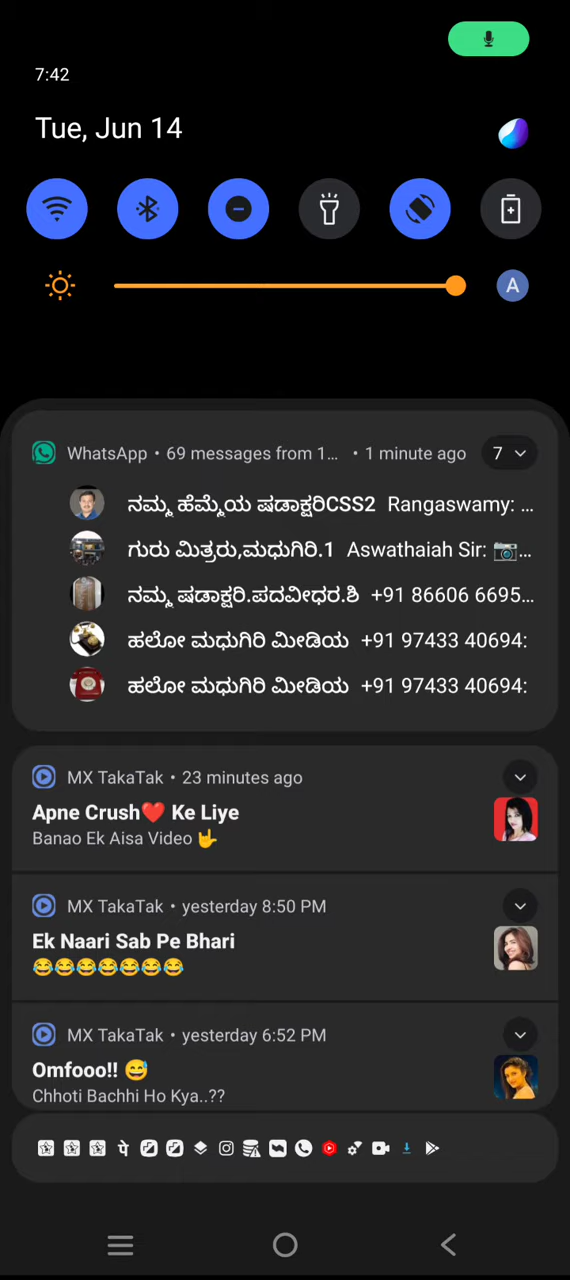 7:42
Tue, Jun 14
A
WhatsApp • 69 messages from 1... • 1 minute ago 7
ನಮ್ಮ ಹೆಮ್ಮೆಯ ಷಡಾಕ್ಷರಿCSS2 Rangaswamy: ...
ಗುರು ಮಿತ್ರರು,ಮಧುಗಿರಿ.1 Aswathaiah Sir: 📷...
ನಮ್ಮ ಷಡಾಕ್ಷರಿ.ಪದವೀಧರ.ಶಿ +91 86606 6695...
ಹಲೋ ಮಧುಗಿರಿ ಮೀಡಿಯ +91 97433 40694:
ಹಲೋ ಮಧುಗಿರಿ ಮೀಡಿಯ +91 97433 40694:
MX TakaTak • 23 minutes ago
Apne Crush❤️ Ke Liye
Banao Ek Aisa Video 🤟
MX TakaTak • yesterday 8:50 PM
Ek Naari Sab Pe Bhari
😂😂😂😂😂😂😂
MX TakaTak • yesterday 6:52 PM
Omfooo!! 😅
Chhoti Bachhi Ho Kya..??